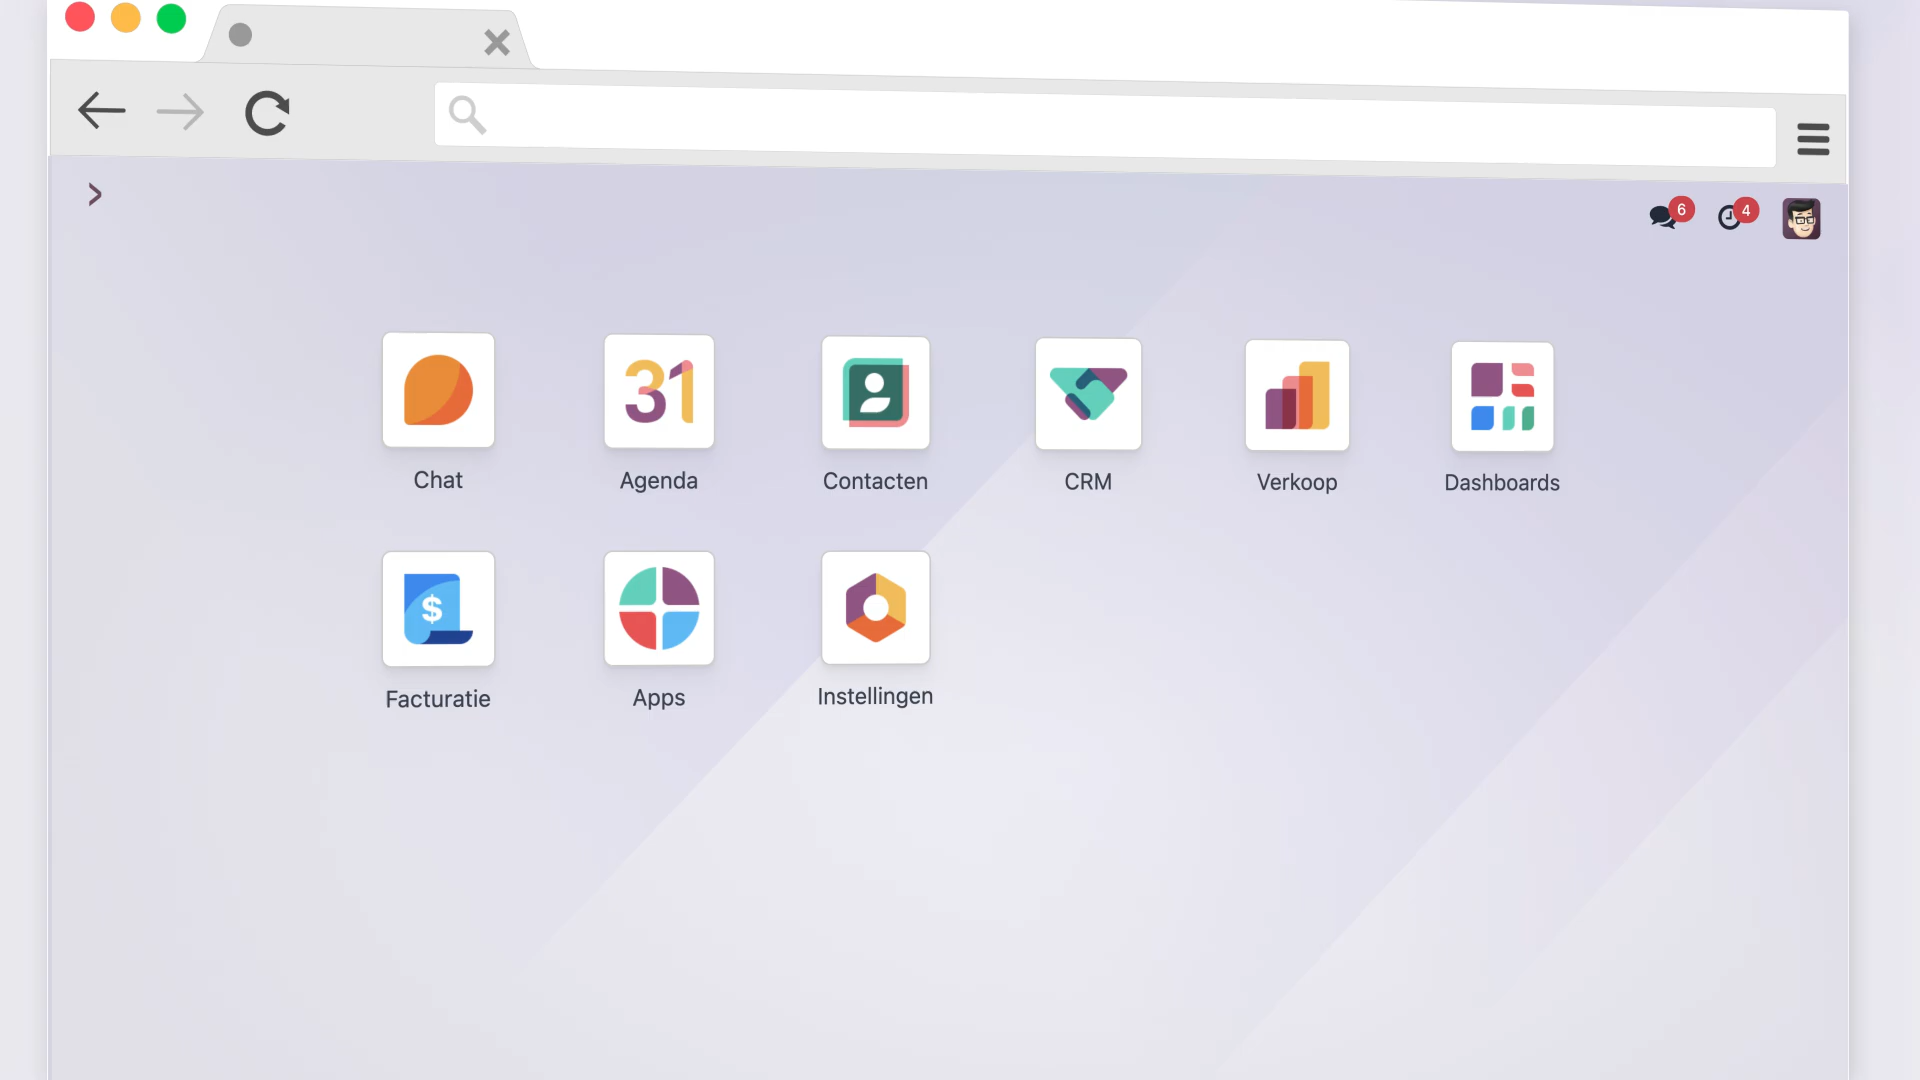 6
4
31
Chat
Agenda
Contacten
CRM
Verkoop
Dashboards
$
Facturatie
Apps
Instellingen